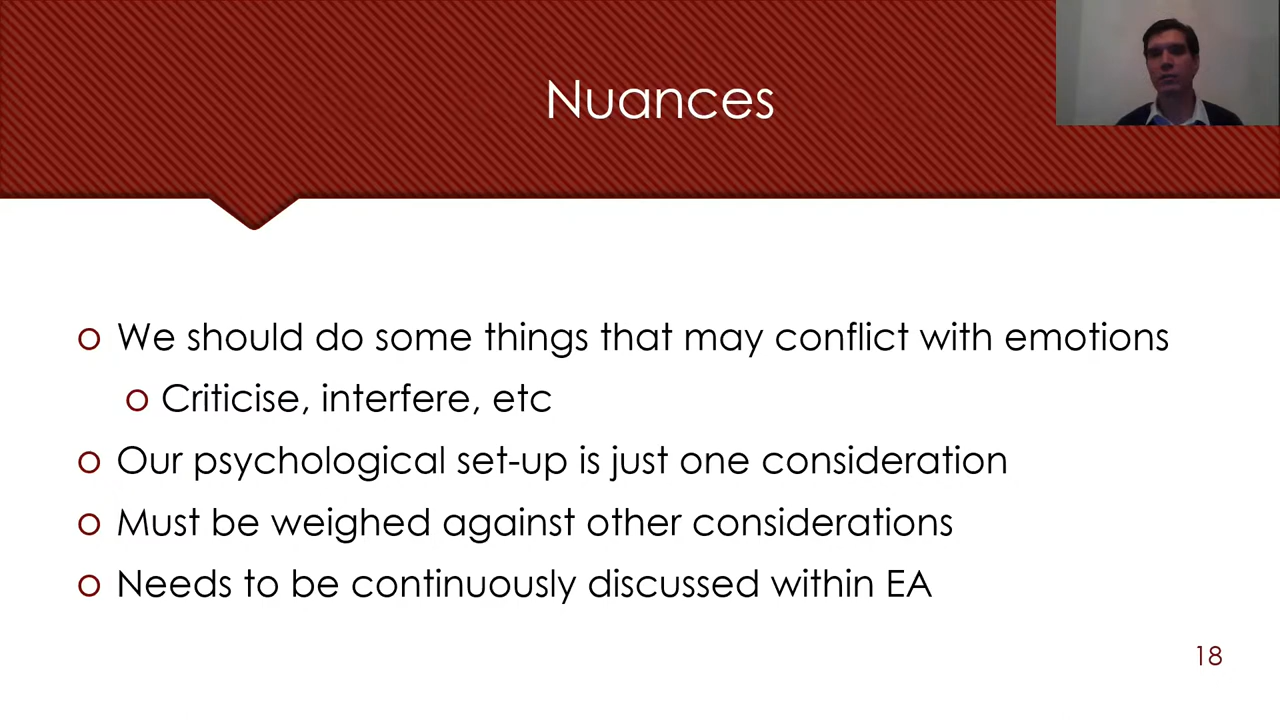 Nuances
We should do some things that may conflict with emotions
Criticise, interfere, etc
Our psychological set-up is just one consideration
Must be weighed against other considerations
Needs to be continuously discussed within EA
18